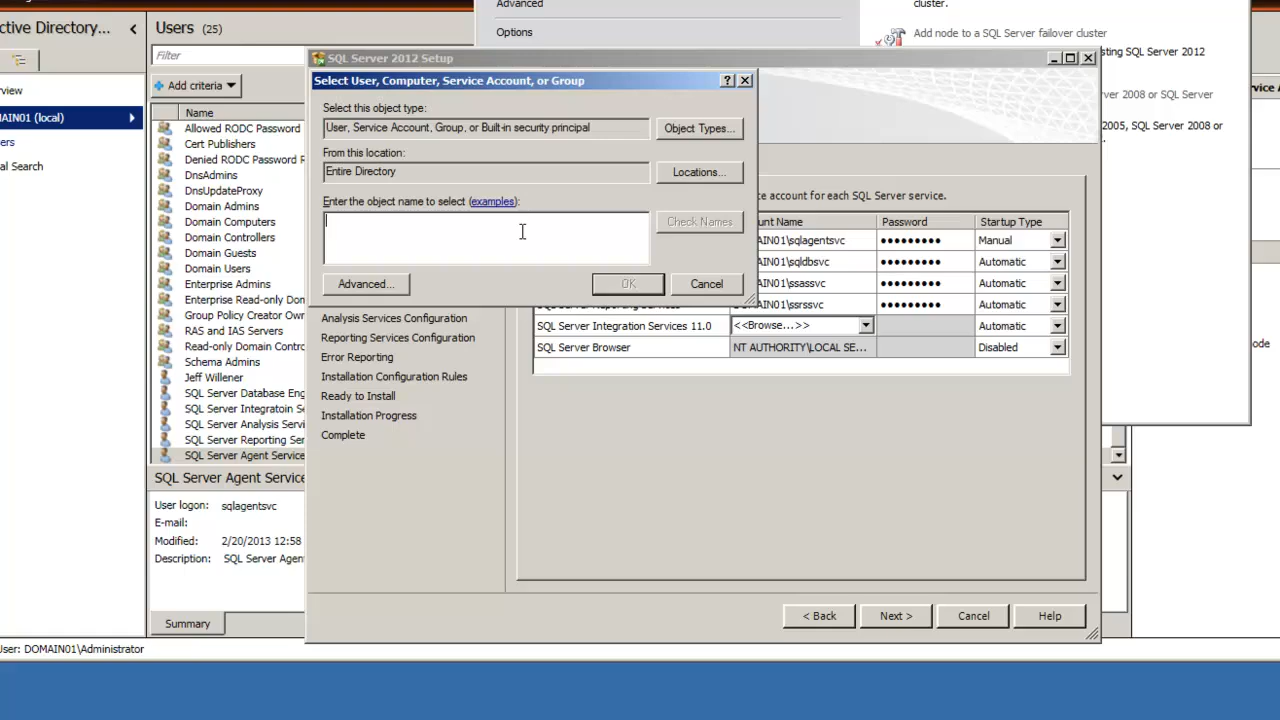 Advanced
Options
cluster.
Add node to a SQL Server failover cluster
sting SQL Server 2012
ver 2008 or SQL Server
2005, SQL Server 2008 or
ctive Directory...
Users (25)
Filter
Add criteria
rview
MAIN01 (local)
ers
al Search
Name
Allowed RODC Password
Cert Publishers
Denied RODC Password R
DnsAdmins
DnsUpdateProxy
Domain Admins
Domain Computers
Domain Controllers
Domain Guests
Domain Users
Enterprise Admins
Enterprise Read-only Don
Group Policy Creator Own
RAS and IAS Servers
Read-only Domain Contro
Schema Admins
Jeff Willener
SQL Server Database Eng
SQL Server Integratoin Se
SQL Server Analysis Servi
SQL Server Reporting Ser
SQL Server Agent Service
SQL Server Agent Service
User logon: sqlagentsvc
E-mail:
Modified: 2/20/2013 12:58
Description: SQL Server Agen
Summary
User: DOMAIN01\Administrator
SQL Server 2012 Setup
Select User, Computer, Service Account, or Group
Select this object type:
User, Service Account, Group, or Built-in security principal
Object Types...
From this location:
Entire Directory
Locations...
Enter the object name to select (examples):
Check Names
Advanced...
OK
Cancel
ce account for each SQL Server service.
unt Name Password Startup Type
AIN01\sqlagentsvc ●●●●●●●●● Manual
AIN01\sqldbsvc ●●●●●●●●● Automatic
AIN01\ssassvc ●●●●●●●●● Automatic
AIN01\ssrssvc ●●●●●●●●● Automatic
SQL Server Integration Services 11.0 <<Browse...>> Automatic
SQL Server Browser NT AUTHORITY\LOCAL SE... Disabled
Analysis Services Configuration
Reporting Services Configuration
Error Reporting
Installation Configuration Rules
Ready to Install
Installation Progress
Complete
< Back
Next >
Cancel
Help
vice A
ode